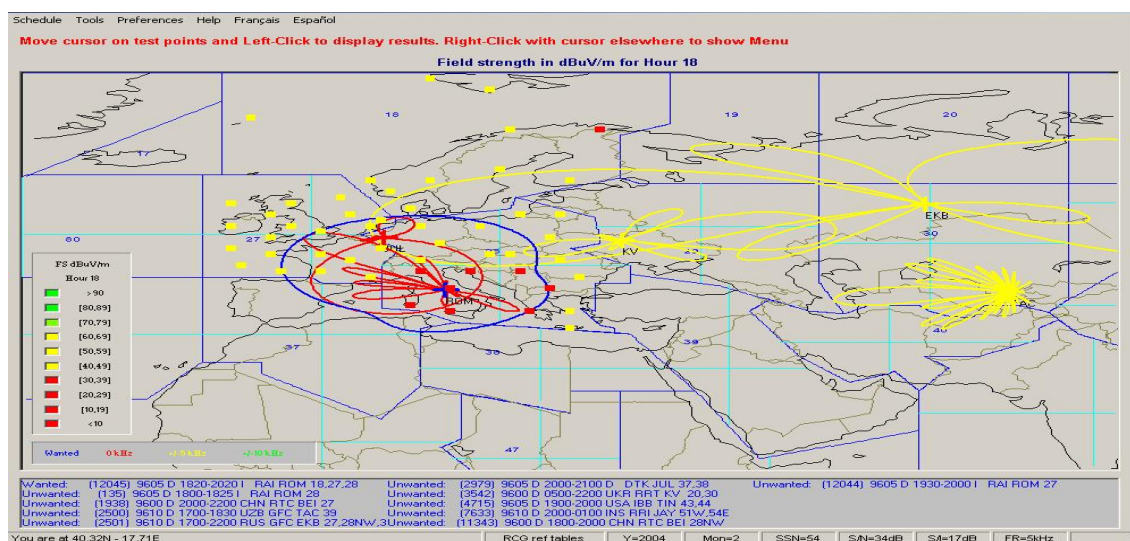 Schedule Tools Preferences Help Français Español
Move cursor on test points and Left-Click to display results. Right-Click with cursor elsewhere to show Menu
Field strength in dBuV/m for Hour 18
18
19
20
17
EKB
60
27
30
KV
ROM
40
37
39
47
FS dBuV/m
Hour 18
>90
[80,89]
[70,79]
[60,69]
[50,59]
[40,49]
[30,39]
[20,29]
[10,19]
<10
Wanted 0 kHz +/-5 kHz +/-10 kHz
Wanted: (12045) 9605 D 1820-2020 I RAI ROM 18,27,28 Unwanted: (2979) 9605 D 2000-2100 D DTK JUL 37,38 Unwanted: (12044) 9605 D 1930-2000 I RAI ROM 27
Unwanted: (135) 9605 D 1800-1825 I RAI ROM 28 Unwanted: (3542) 9600 D 0500-2200 UKR RRT KV 20,30
Unwanted: (1938) 9600 D 2000-2200 CHN RTC BEI 27 Unwanted: (4715) 9605 D 1900-2000 USA IBB TIN 43,44
Unwanted: (2500) 9610 D 1700-1830 UZB GFC TAC 39 Unwanted: (7633) 9610 D 2000-0100 INS RRI JAY 51W,54E
Unwanted: (2501) 9610 D 1700-2200 RUS GFC EKB 27,28NW,3 Unwanted: (11343) 9600 D 1800-2000 CHN RTC BEI 28NW
You are at 40.32N - 17.71E RCG ref tables Y=2004 Mon=2 SSN=54 S/N=34dB S/I=17dB FR=5kHz